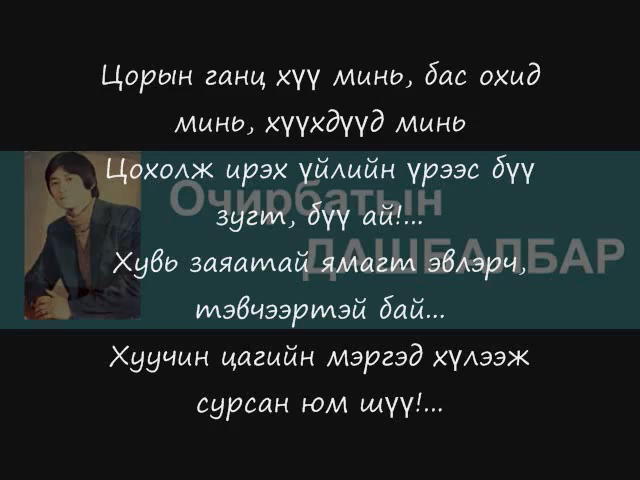 Цорын ганц хүү минь, бас охид
минь, хүүхдүүд минь
Цохолж ирэх үйлийн үрээс бүү
зугт, бүү ай!...
Хувь заяатай ямагт эвлэрч,
тэвчээртэй бай...
Хуучин цагийн мэргэд хүлээж
сурсан юм шүү!...
Очирбатын
ДАШБАЛБАР